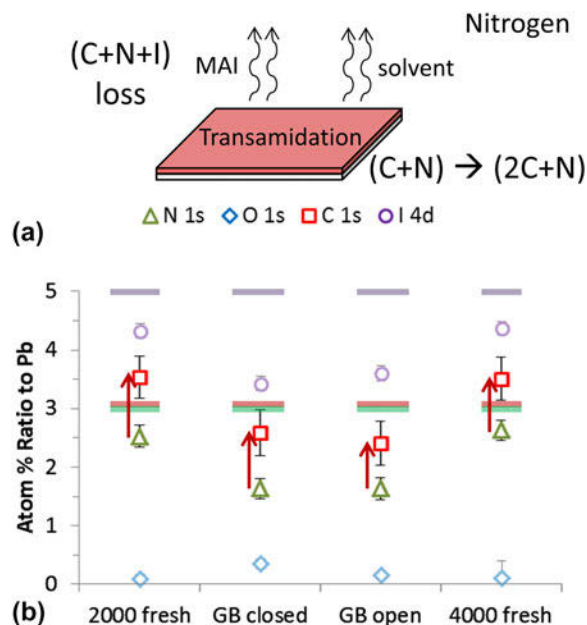 (C+N+I)
loss
MAI
solvent
Nitrogen
Transamidation
(C+N) → (2C+N)
(a)
N 1s O 1s C 1s I 4d
Atom % Ratio to Pb
5
4
3
2
1
0
(b)
2000 fresh GB closed GB open 4000 fresh